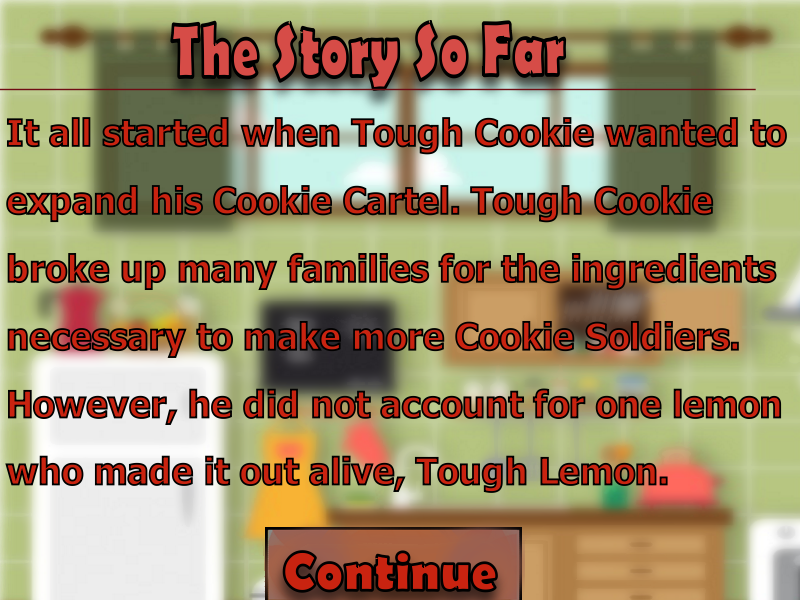 The Story So Far
It all started when Tough Cookie wanted to
expand his Cookie Cartel. Tough Cookie
broke up many families for the ingredients
necessary to make more Cookie Soldiers.
However, he did not account for one lemon
who made it out alive, Tough Lemon.
Continue